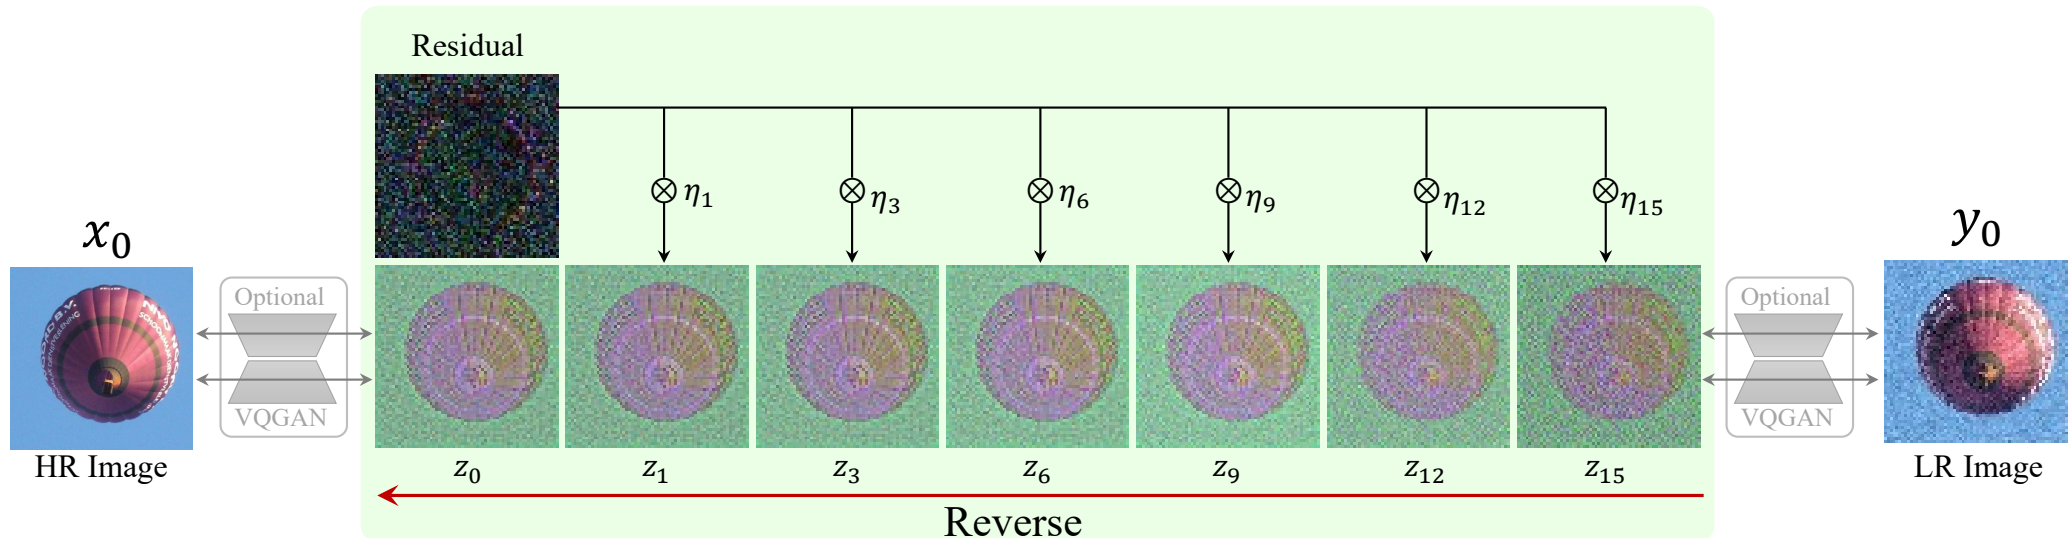 Residual
η₁
η₃
η₆
η₉
η₁₂
η₁₅
x₀
y₀
Optional
VQGAN
Optional
VQGAN
HR Image
z₀
z₁
z₃
z₆
z₉
z₁₂
z₁₅
LR Image
Reverse